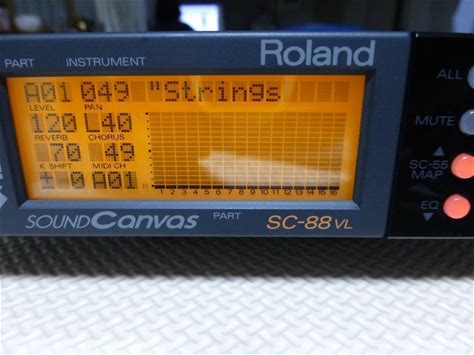 PART INSTRUMENT Roland
ALL
A01 049 "Strings
LEVEL PAN
120 L40
MUTE
REVERB CHORUS
70 49
K SHIFT MIDI CH
SC-55
MAP
± 0 A01
R
1 2 3 4 5 6 7 8 9 10 11 12 13 14 15 16
EQ
SOUND Canvas PART SC-88 VL